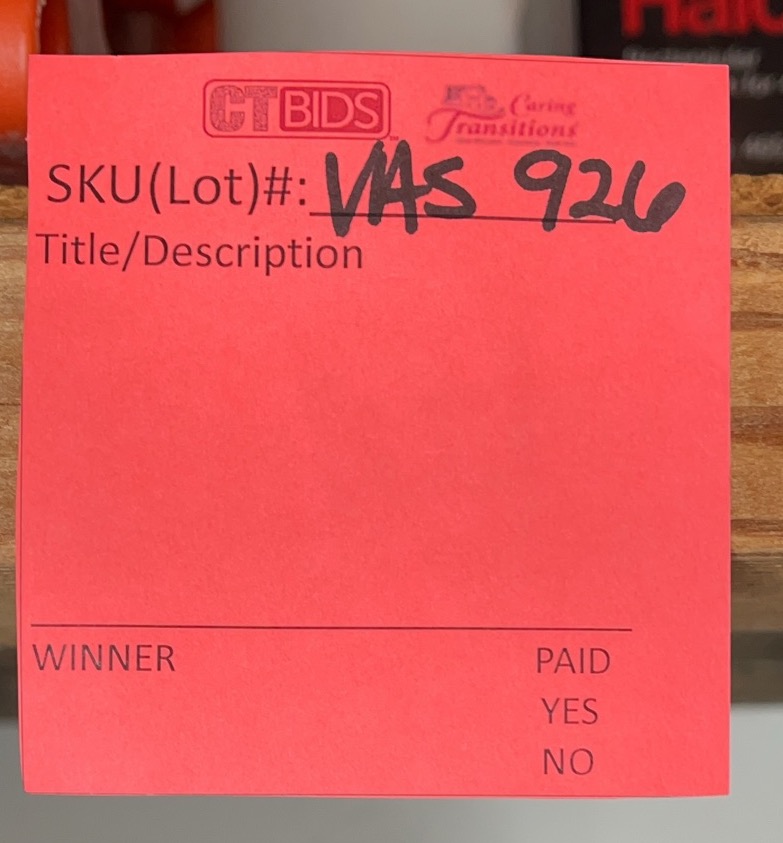 CTBIDS
Caring Transitions
SKU(Lot)#: VAS 926
Title/Description
WINNER PAID
YES
NO